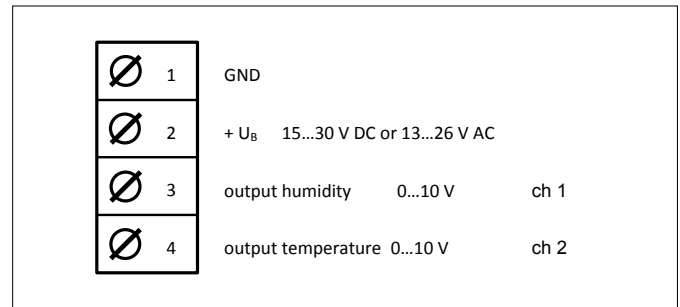 1 GND
2 + UB 15...30 V DC or 13...26 V AC
3 output humidity 0...10 V ch 1
4 output temperature 0...10 V ch 2